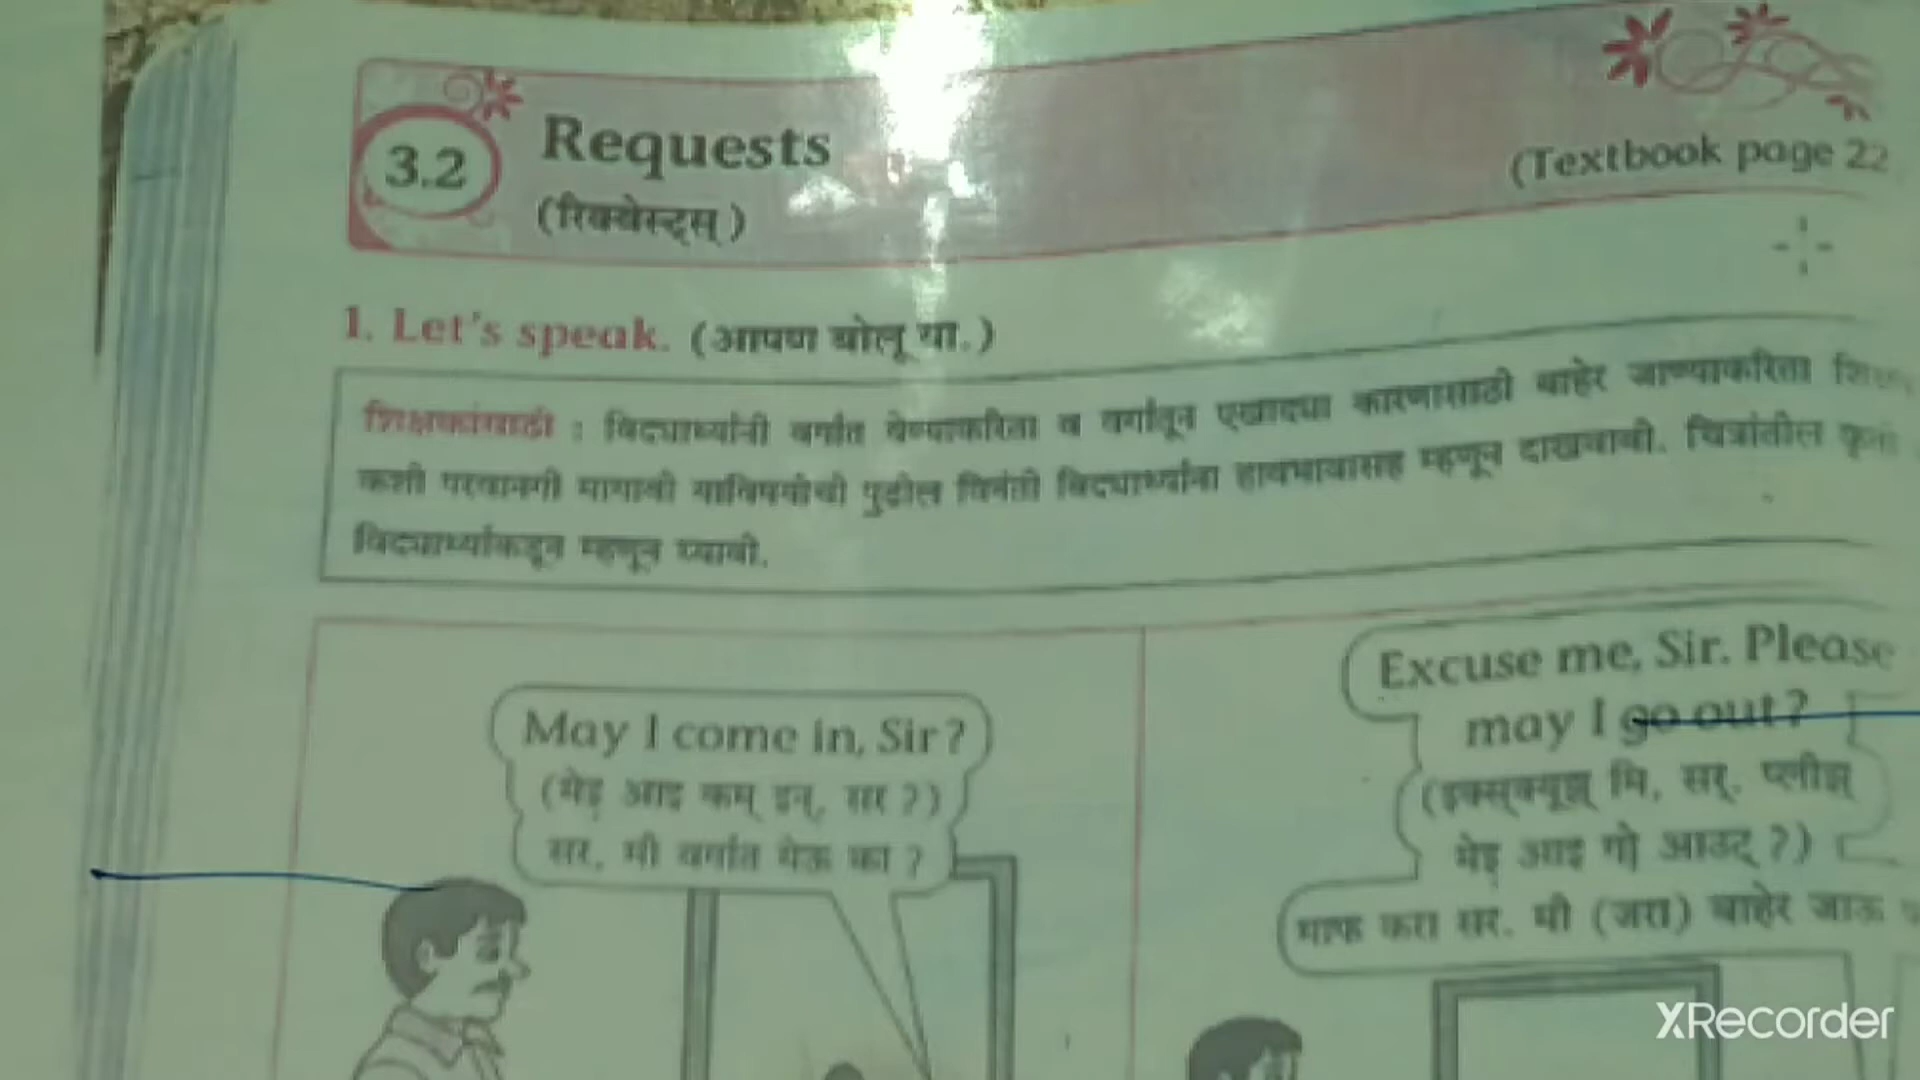 3.2
Requests
(रिक्वेस्ट्स्)
(Textbook page 22
1. Let's speak. (आपण बोलू या.)
शिक्षकांसाठी : विद्यार्थ्यांनी वर्गात येण्याकरिता व वर्गातून एखाद्या कारणासाठी बाहेर जाण्याकरिता
कशी परवानगी मागावी याविषयीची पुढील विनंती विद्यार्थ्यांना हावभावासह म्हणून दाखवावी. चित्रांतील
विद्यार्थ्यांकडून म्हणून घ्यावी.
May I come in, Sir?
(मेइ आइ कम् इन्, सर ?)
सर, मी वर्गात येऊ का ?
Excuse me, Sir. Please
may I go out?
(इक्स्क्यूझ् मि, सर्. प्लीझ्
मेइ आइ गो आउट् ?)
माफ करा सर. मी (जरा) बाहेर जाऊ
XRecorder